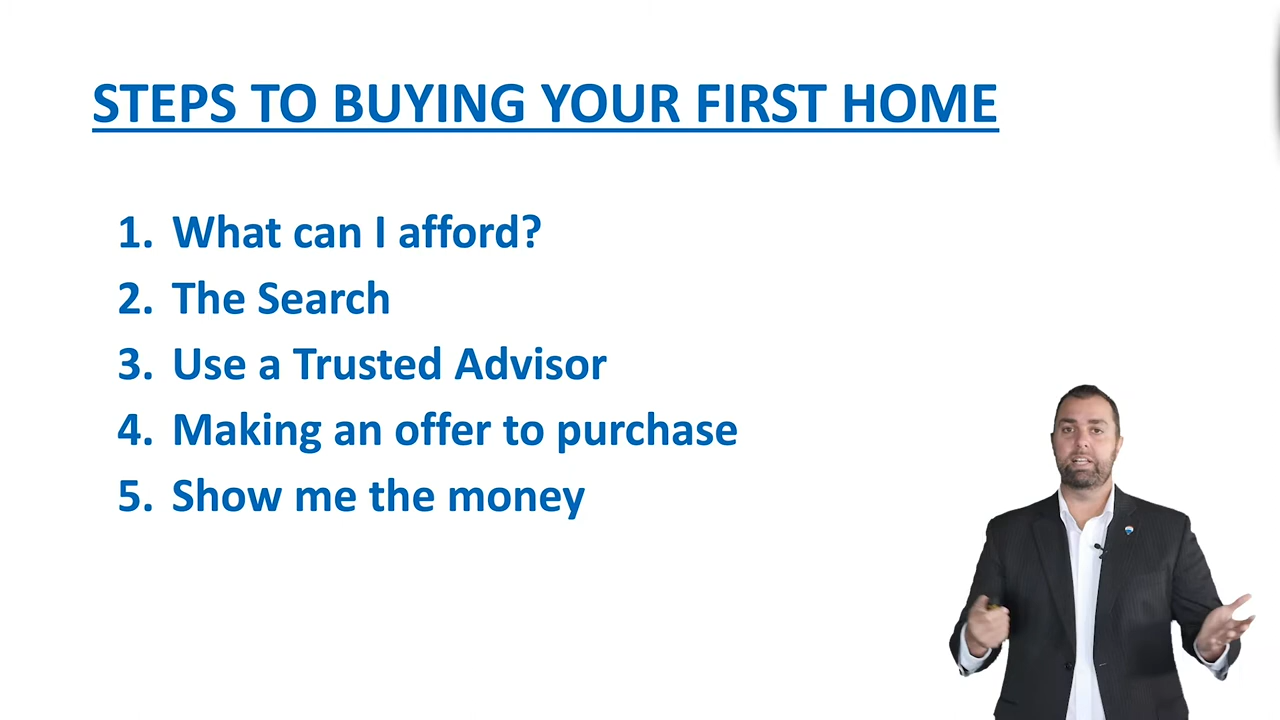 STEPS TO BUYING YOUR FIRST HOME
1. What can I afford?
2. The Search
3. Use a Trusted Advisor
4. Making an offer to purchase
5. Show me the money